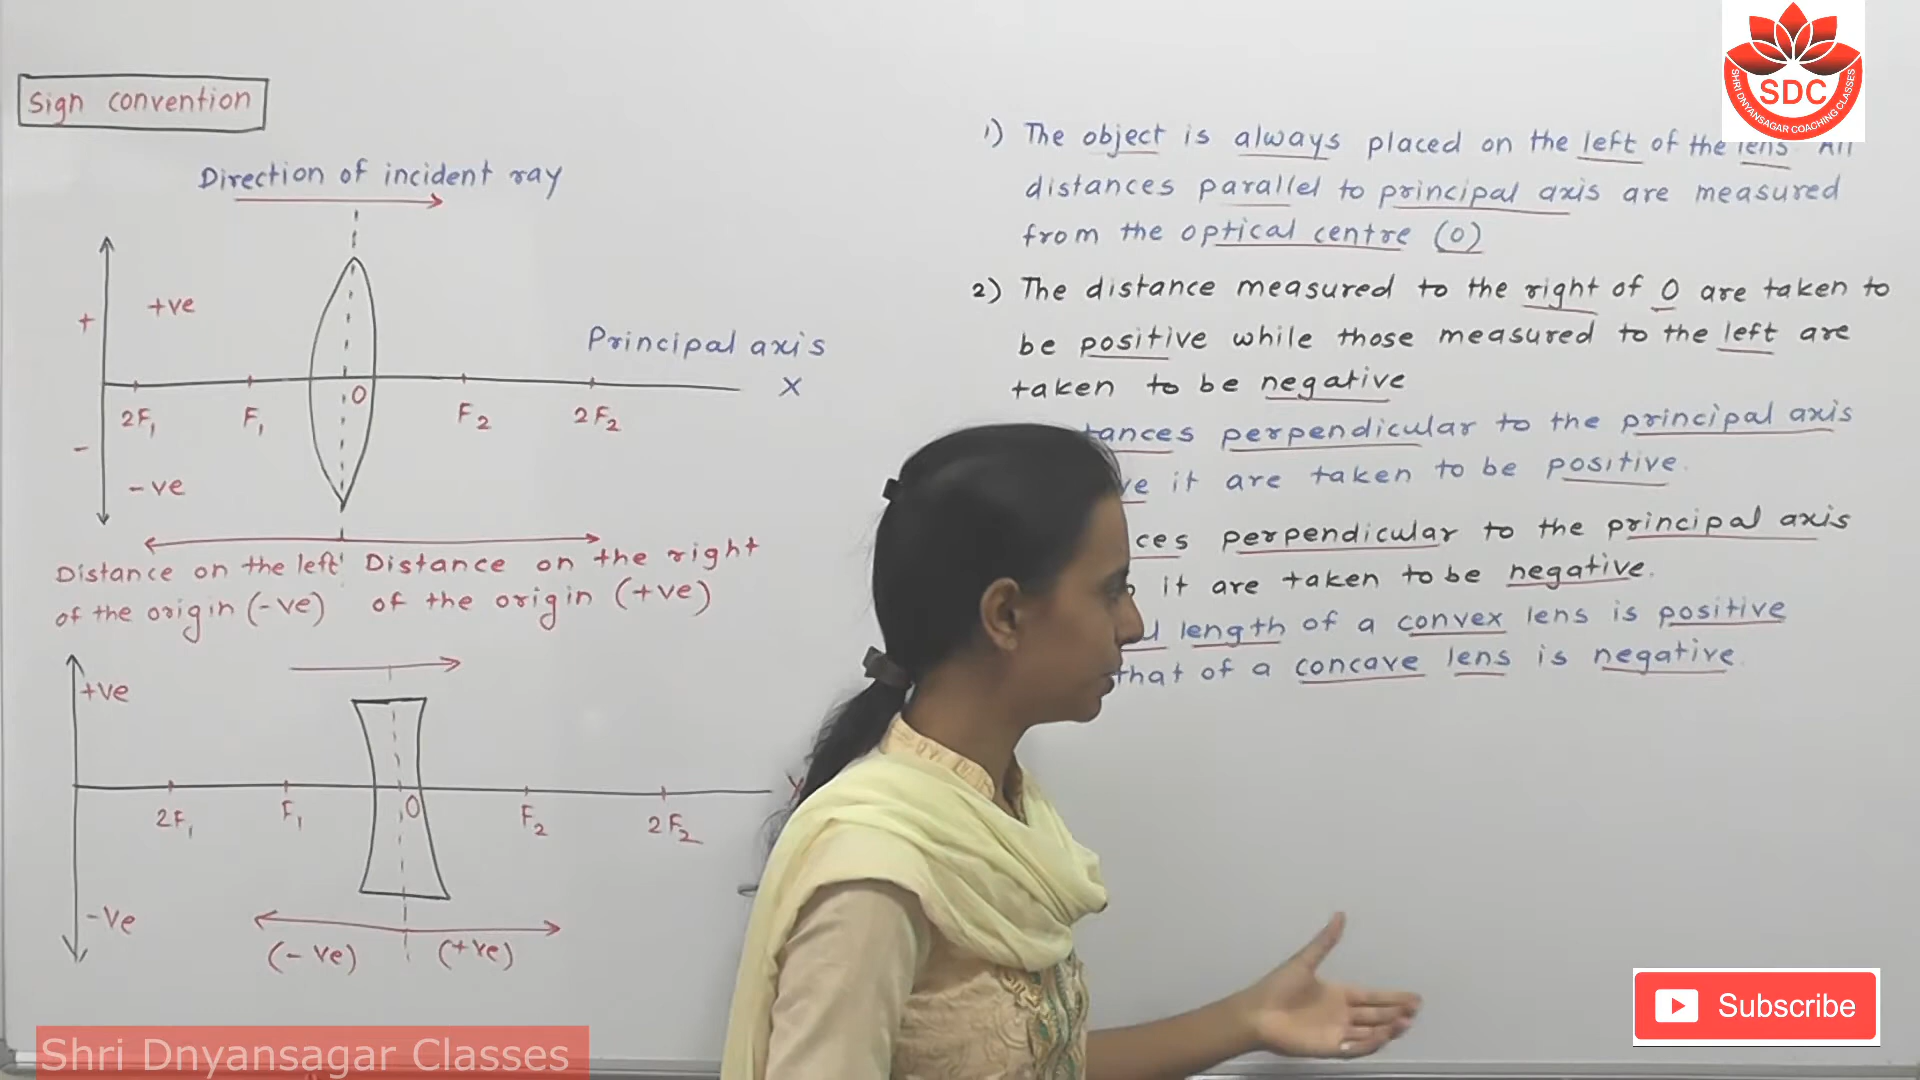 Sign convention
Direction of incident ray
+
+ve
Principal axis
X
2F1
F1
O
F2
2F2
-
-ve
Distance on the left
of the origin (-ve)
Distance on the right
of the origin (+ve)
+ve
2F1
F1
O
F2
2F2
-ve
(-ve)
(+ve)
1) The object is always placed on the left of the lens. All
distances parallel to principal axis are measured
from the optical centre (O)
2) The distance measured to the right of O are taken to
be positive while those measured to the left are
taken to be negative
perpendicular to the principal axis
it are taken to be positive.
perpendicular to the principal axis
it are taken to be negative.
length of a convex lens is positive
that of a concave lens is negative.
SDC
SHRI DNYANSAGAR COACHING CLASSES
Subscribe
Shri Dnyansagar Classes